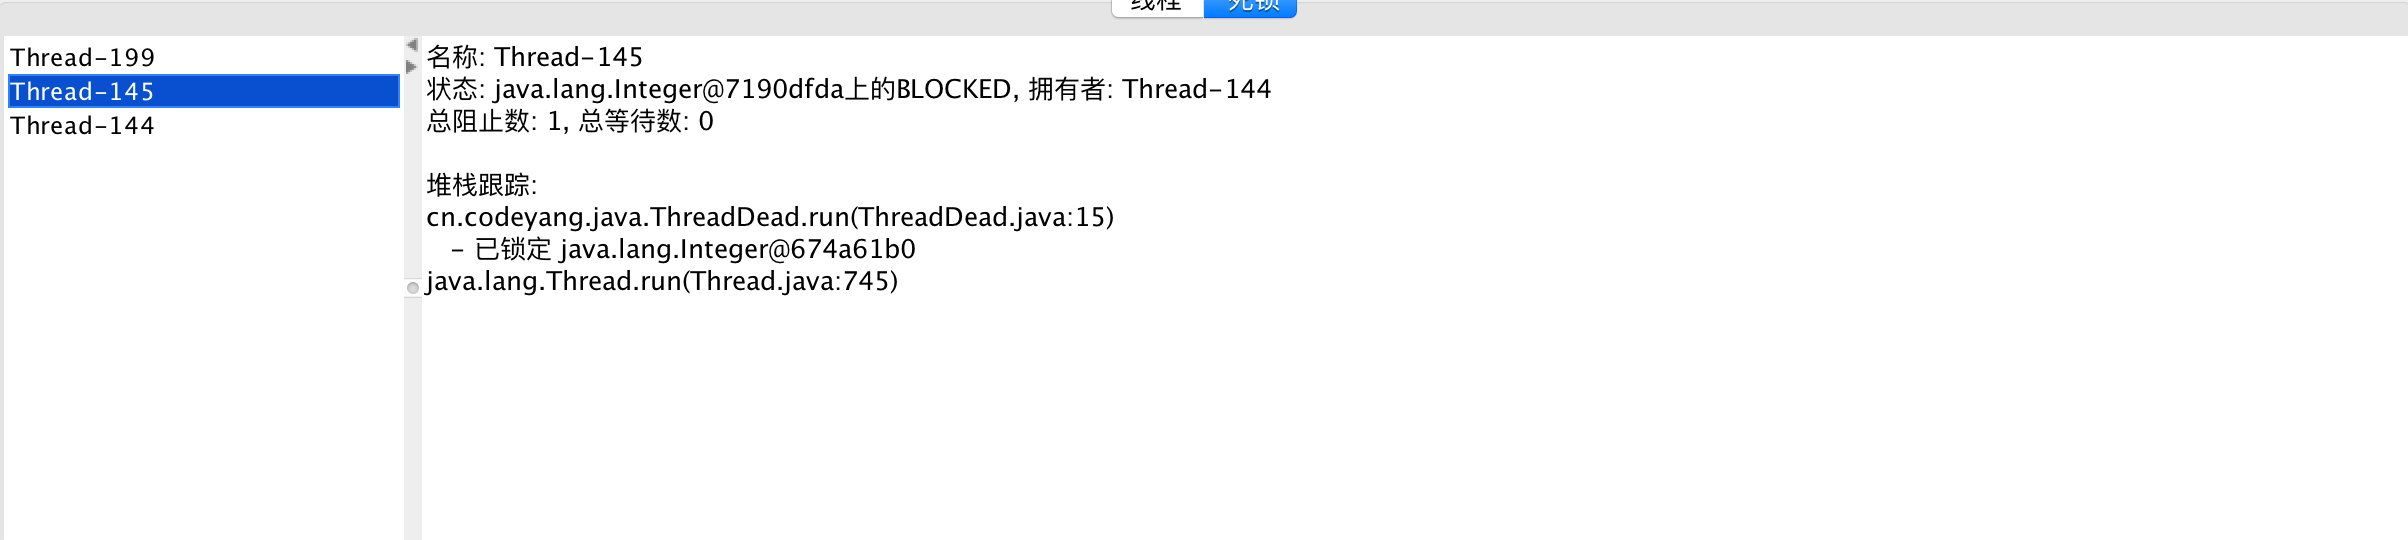 线程 死锁
Thread-199
Thread-145
Thread-144
名称: Thread-145
状态: java.lang.Integer@7190dfda上的BLOCKED, 拥有者: Thread-144
总阻止数: 1, 总等待数: 0
堆栈跟踪:
cn.codeyang.java.ThreadDead.run(ThreadDead.java:15)
- 已锁定 java.lang.Integer@674a61b0
java.lang.Thread.run(Thread.java:745)